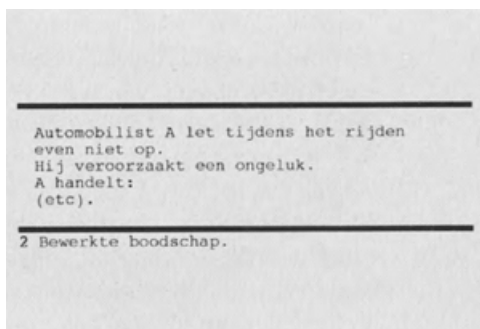 Automobilist A let tijdens het rijden
even niet op.
Hij veroorzaakt een ongeluk.
A handelt:
(etc).
2 Bewerkte boodschap.